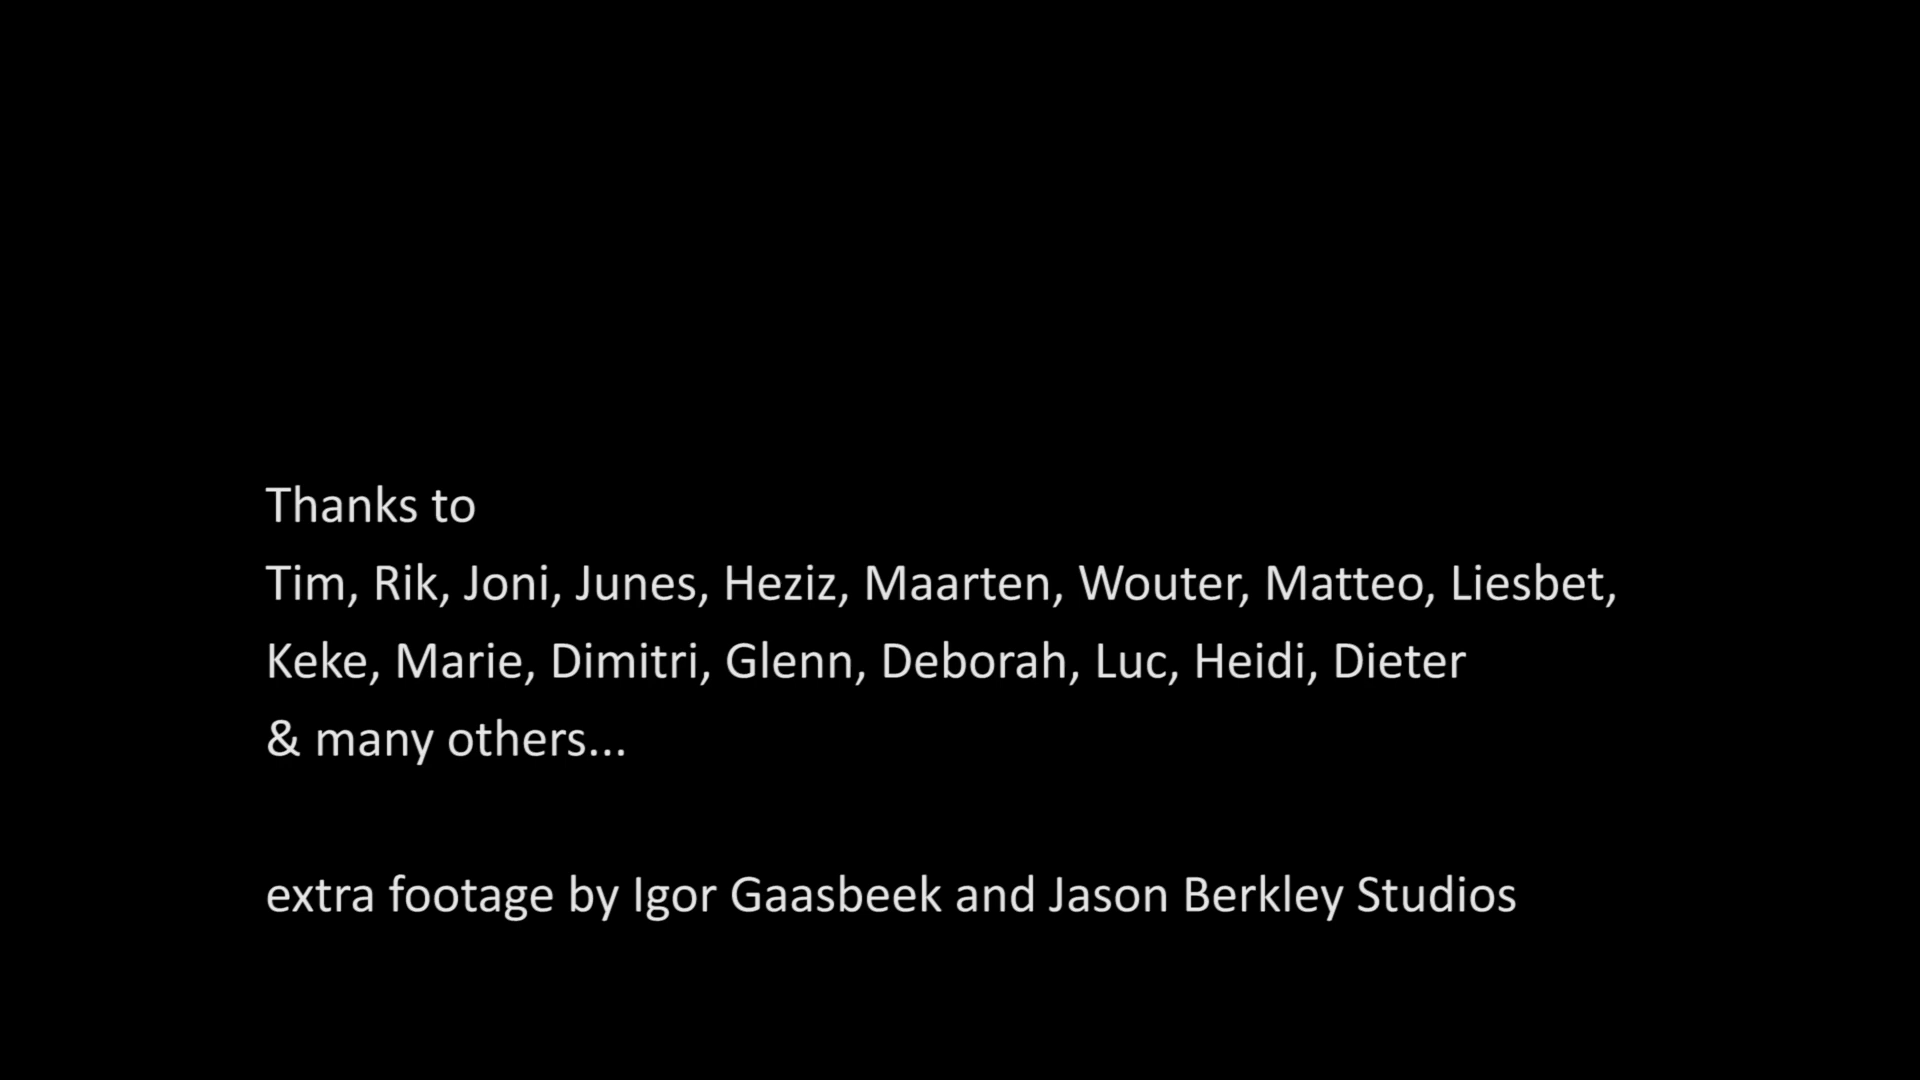 Thanks to
Tim, Rik, Joni, Junes, Heziz, Maarten, Wouter, Matteo, Liesbet,
Keke, Marie, Dimitri, Glenn, Deborah, Luc, Heidi, Dieter
& many others...
extra footage by Igor Gaasbeek and Jason Berkley Studios